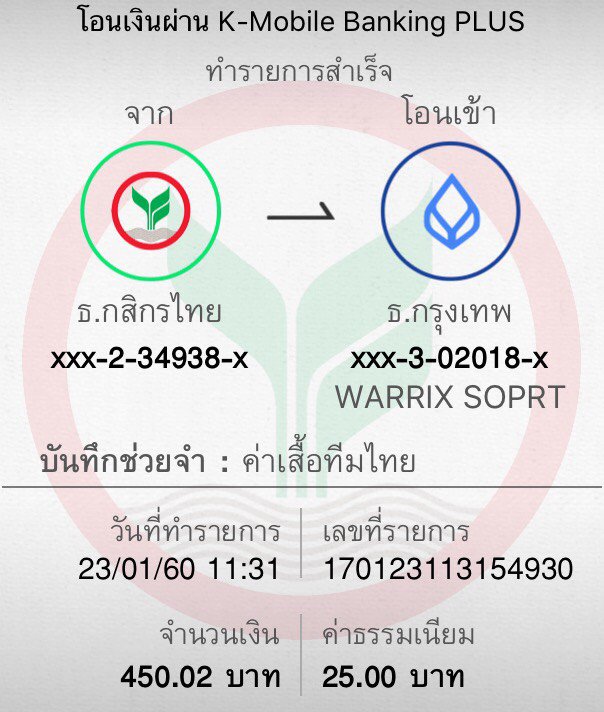 โอนเงินผ่าน K-Mobile Banking PLUS
ทำรายการสำเร็จ
จาก
โอนเข้า
ธ.กสิกรไทย
ธ.กรุงเทพ
xxx-2-34938-x
xxx-3-02018-x
WARRIX SOPRT
บันทึกช่วยจำ : ค่าเสื้อทีมไทย
วันที่ทำรายการ
เลขที่รายการ
23/01/60 11:31
170123113154930
จำนวนเงิน
ค่าธรรมเนียม
450.02 บาท
25.00 บาท